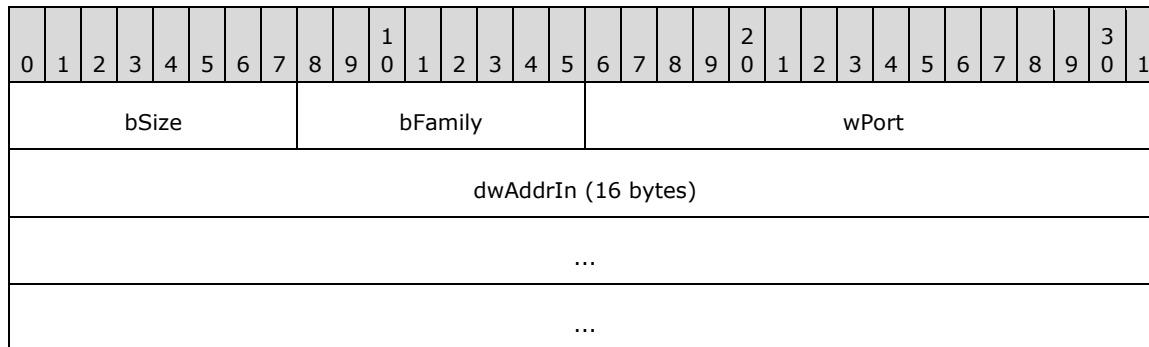 1 2 3
0 1 2 3 4 5 6 7 8 9 0 1 2 3 4 5 6 7 8 9 0 1 2 3 4 5 6 7 8 9 0 1
bSize bFamily wPort
dwAddrIn (16 bytes)
...
...